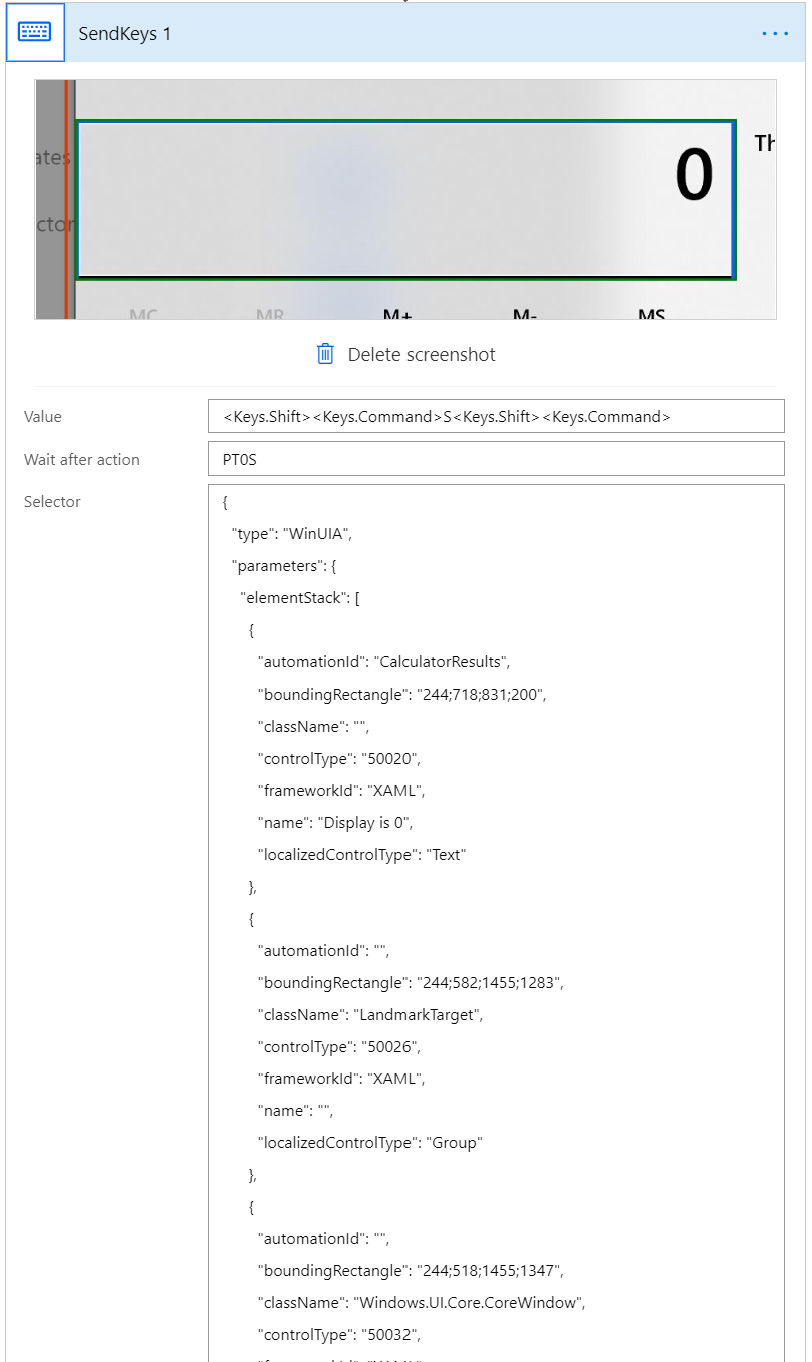 SendKeys 1
ates
0
Th
ctor
MC MR M+ M- MS
Delete screenshot
Value
<Keys.Shift><Keys.Command>S<Keys.Shift><Keys.Command>
Wait after action
PT0S
Selector
{
"type": "WinUIA",
"parameters": {
"elementStack": [
{
"automationId": "CalculatorResults",
"boundingRectangle": "244;718;831;200",
"className": "",
"controlType": "50020",
"frameworkId": "XAML",
"name": "Display is 0",
"localizedControlType": "Text"
},
{
"automationId": "",
"boundingRectangle": "244;582;1455;1283",
"className": "LandmarkTarget",
"controlType": "50026",
"frameworkId": "XAML",
"name": "",
"localizedControlType": "Group"
},
{
"automationId": "",
"boundingRectangle": "244;518;1455;1347",
"className": "Windows.UI.Core.CoreWindow",
"controlType": "50032",